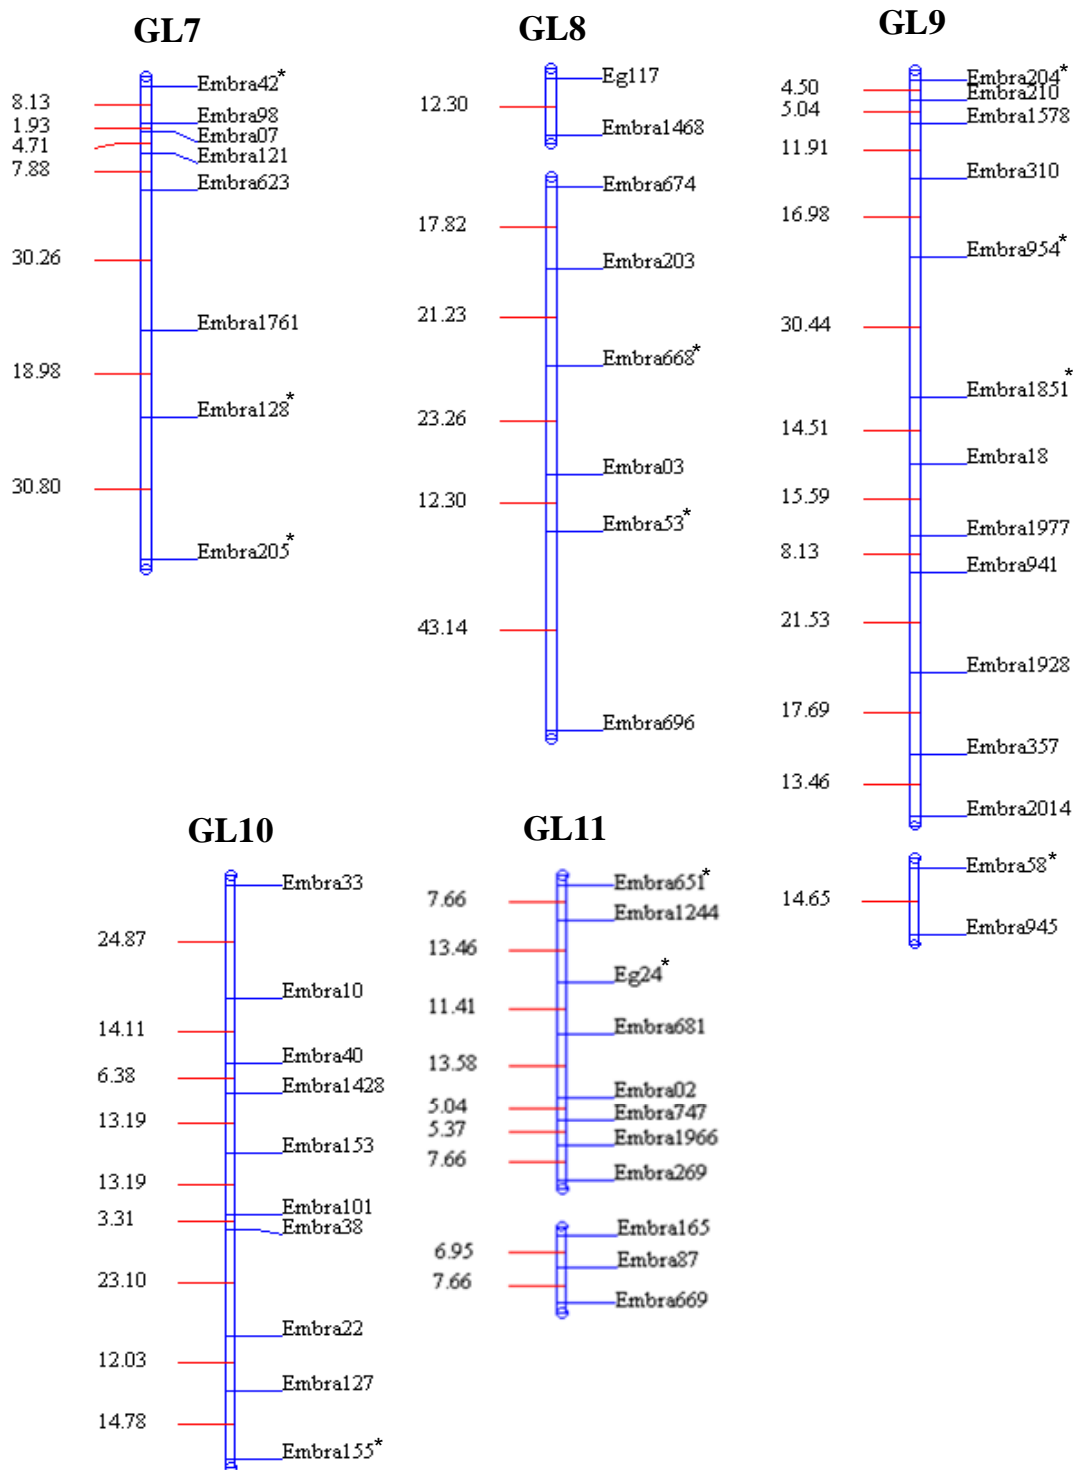 GL7
Embra42*
8.13
Embra98
1.93
Embra07
4.71
Embra121
7.88
Embra623
30.26
Embra1761
18.98
Embra128*
30.80
Embra205*
GL8
Eg117
12.30
Embra1468
Embra674
17.82
Embra203
21.23
Embra668*
23.26
Embra03
12.30
Embra53*
43.14
Embra696
GL9
Embra204*
4.50
Embra210
5.04
Embra1578
11.91
Embra310
16.98
Embra954*
30.44
Embra1851*
14.51
Embra18
15.59
Embra1977
8.13
Embra941
21.53
Embra1928
17.69
Embra357
13.46
Embra2014
Embra58*
14.65
Embra945
GL10
Embra33
24.87
Embra10
14.11
Embra40
6.38
Embra1428
13.19
Embra153
13.19
Embra101
3.31
Embra38
23.10
Embra22
12.03
Embra127
14.78
Embra155*
GL11
Embra651*
7.66
Embra1244
13.46
Eg24*
11.41
Embra681
13.58
Embra02
5.04
Embra747
5.37
Embra1966
7.66
Embra269
Embra165
6.95
Embra87
7.66
Embra669